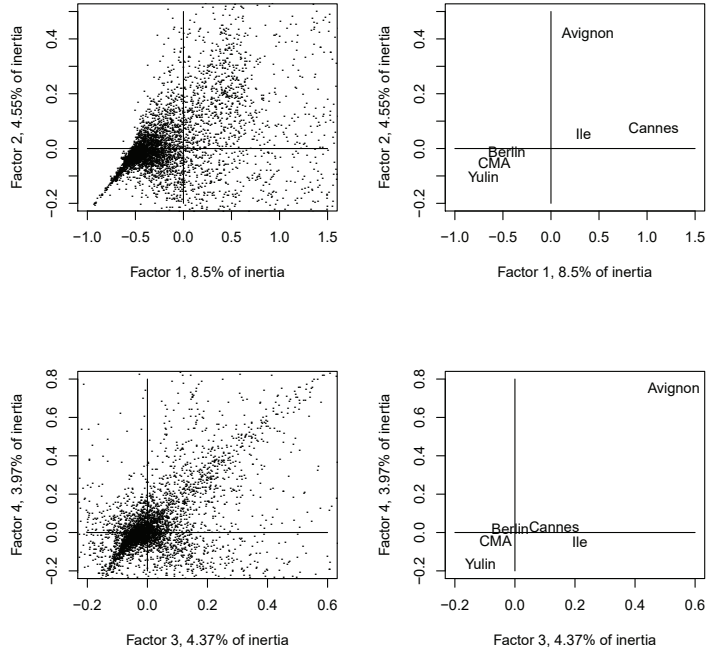 Factor 2, 4.55% of inertia
−0.2 0.0 0.2 0.4
−1.0 −0.5 0.0 0.5 1.0 1.5
Factor 1, 8.5% of inertia
Factor 2, 4.55% of inertia
−0.2 0.0 0.2 0.4
Avignon
Ile
Cannes
Berlin
CMA
Yulin
−1.0 −0.5 0.0 0.5 1.0 1.5
Factor 1, 8.5% of inertia
Factor 4, 3.97% of inertia
−0.2 0.0 0.2 0.4 0.6 0.8
−0.2 0.0 0.2 0.4 0.6
Factor 3, 4.37% of inertia
Factor 4, 3.97% of inertia
−0.2 0.0 0.2 0.4 0.6 0.8
Avignon
Berlin
Cannes
CMA
Ile
Yulin
−0.2 0.0 0.2 0.4 0.6
Factor 3, 4.37% of inertia